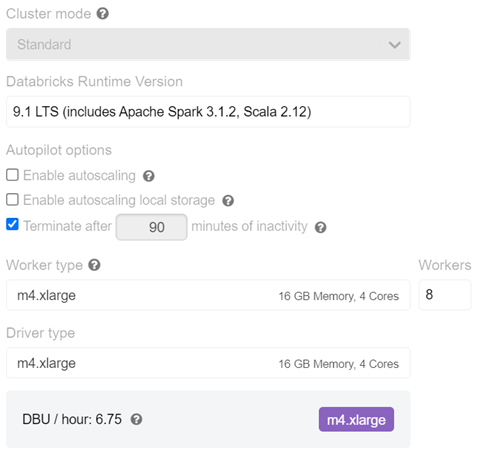 Cluster mode
Standard
Databricks Runtime Version
9.1 LTS (includes Apache Spark 3.1.2, Scala 2.12)
Autopilot options
Enable autoscaling
Enable autoscaling local storage
Terminate after 90 minutes of inactivity
Worker type Workers
m4.xlarge 16 GB Memory, 4 Cores 8
Driver type
m4.xlarge 16 GB Memory, 4 Cores
DBU / hour: 6.75 m4.xlarge